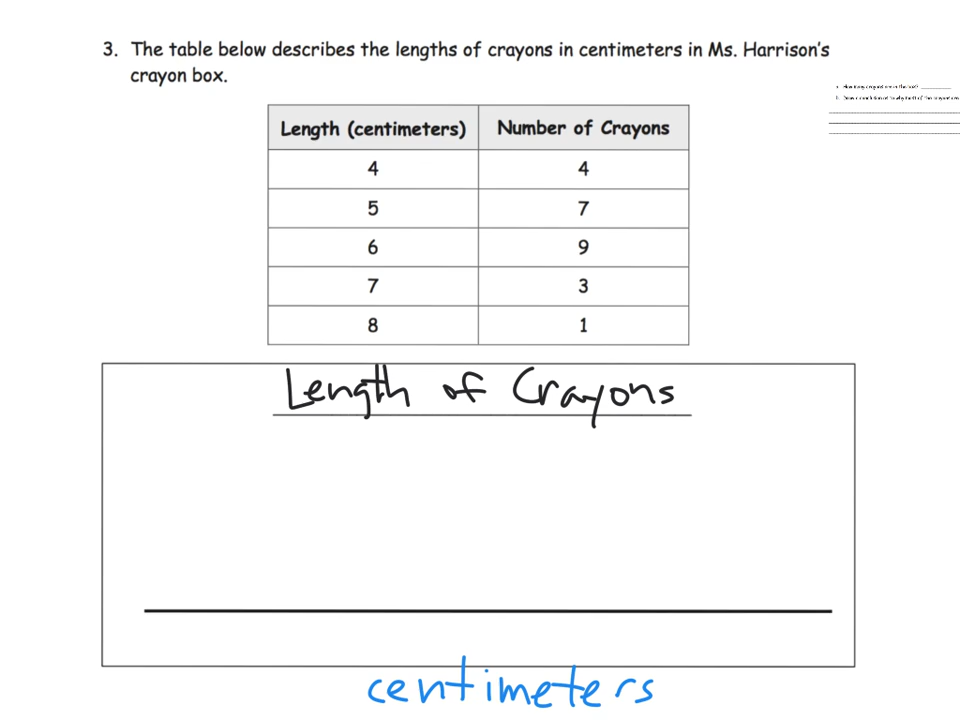 3. The table below describes the lengths of crayons in centimeters in Ms. Harrison's
crayon box.
Length (centimeters) Number of Crayons
4 4
5 7
6 9
7 3
8 1
Length of Crayons
centimeters